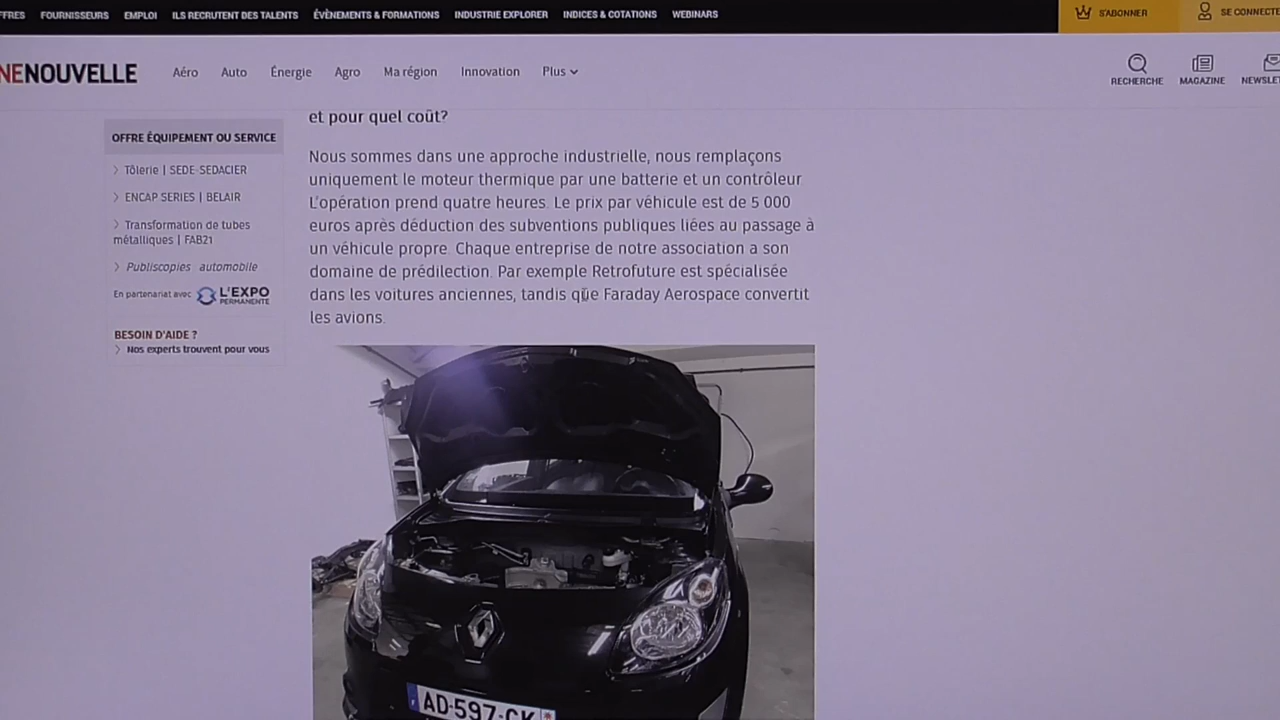 FFRES FOURNISSEURS EMPLOI ILS RECRUTENT DES TALENTS ÉVÈNEMENTS & FORMATIONS INDUSTRIE EXPLORER INDICES & COTATIONS WEBINARS S'ABONNER SE CONNECTE
NENOUVELLE Aéro Auto Énergie Agro Ma région Innovation Plus RECHERCHE MAGAZINE NEWSLET
OFFRE ÉQUIPEMENT OU SERVICE
Tôlerie | SEDE-SEDACIER
ENCAP SERIES | BELAIR
Transformation de tubes
métalliques | FAB21
Publiscopies automobile
En partenariat avec L'EXPO
PERMANENTE
BESOIN D'AIDE ?
Nos experts trouvent pour vous
et pour quel coût?
Nous sommes dans une approche industrielle, nous remplaçons
uniquement le moteur thermique par une batterie et un contrôleur.
L'opération prend quatre heures. Le prix par véhicule est de 5 000
euros après déduction des subventions publiques liées au passage à
un véhicule propre. Chaque entreprise de notre association a son
domaine de prédilection. Par exemple Retrofuture est spécialisée
dans les voitures anciennes, tandis que Faraday Aerospace convertit
les avions.
AD-597-CK